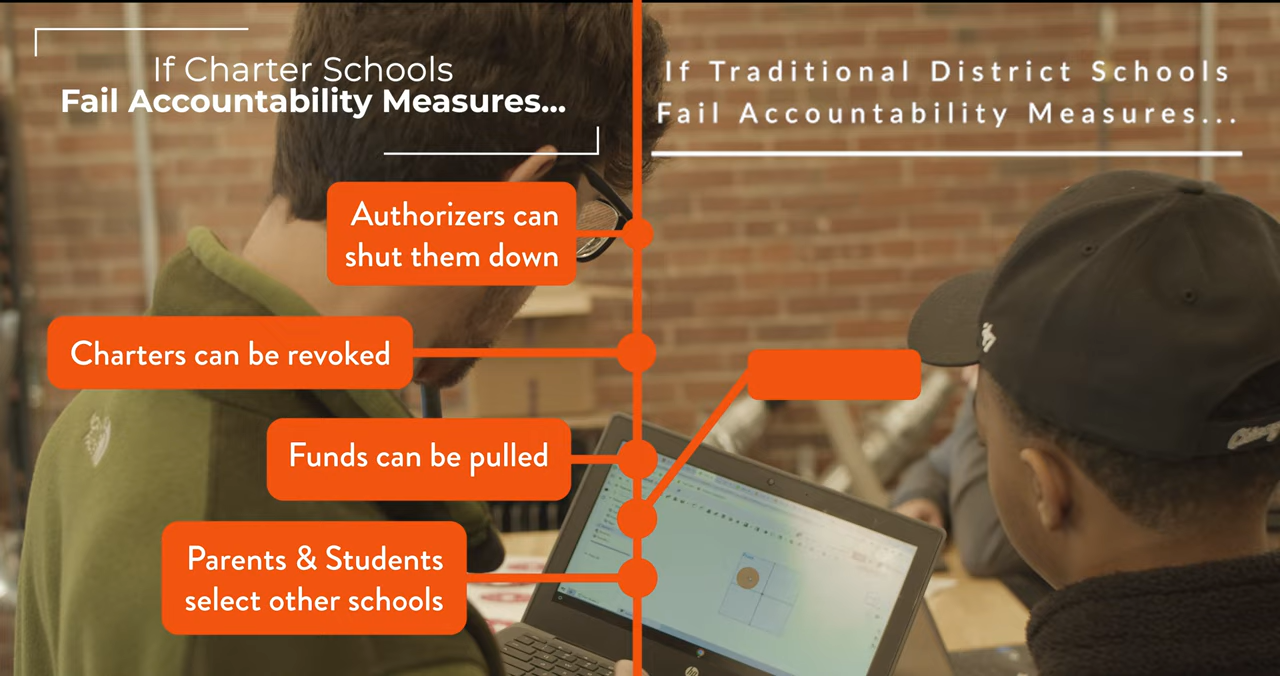 If Charter Schools
Fail Accountability Measures...
If Traditional District Schools
Fail Accountability Measures...
Authorizers can
shut them down
Charters can be revoked
Funds can be pulled
Parents & Students
select other schools
hp